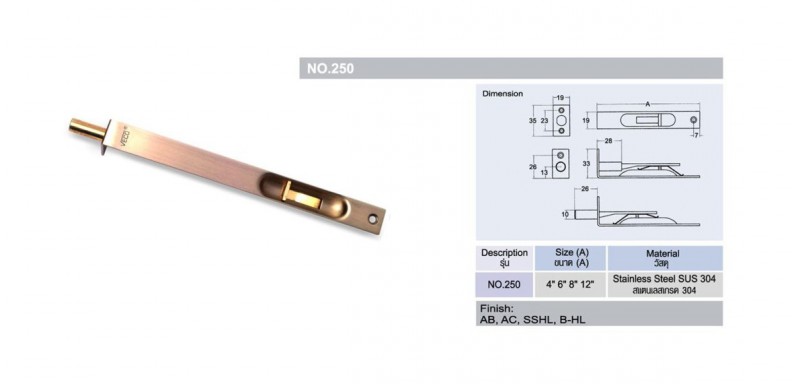 NO.250
VECO®
Dimension
19
A
35
23
19
7
28
26
13
33
26
10
Description
รุ่น
Size (A)
ขนาด (A)
Material
วัสดุ
NO.250
4" 6" 8" 12"
Stainless Steel SUS 304
สแตนเลสเกรด 304
Finish:
AB, AC, SSHL, B-HL